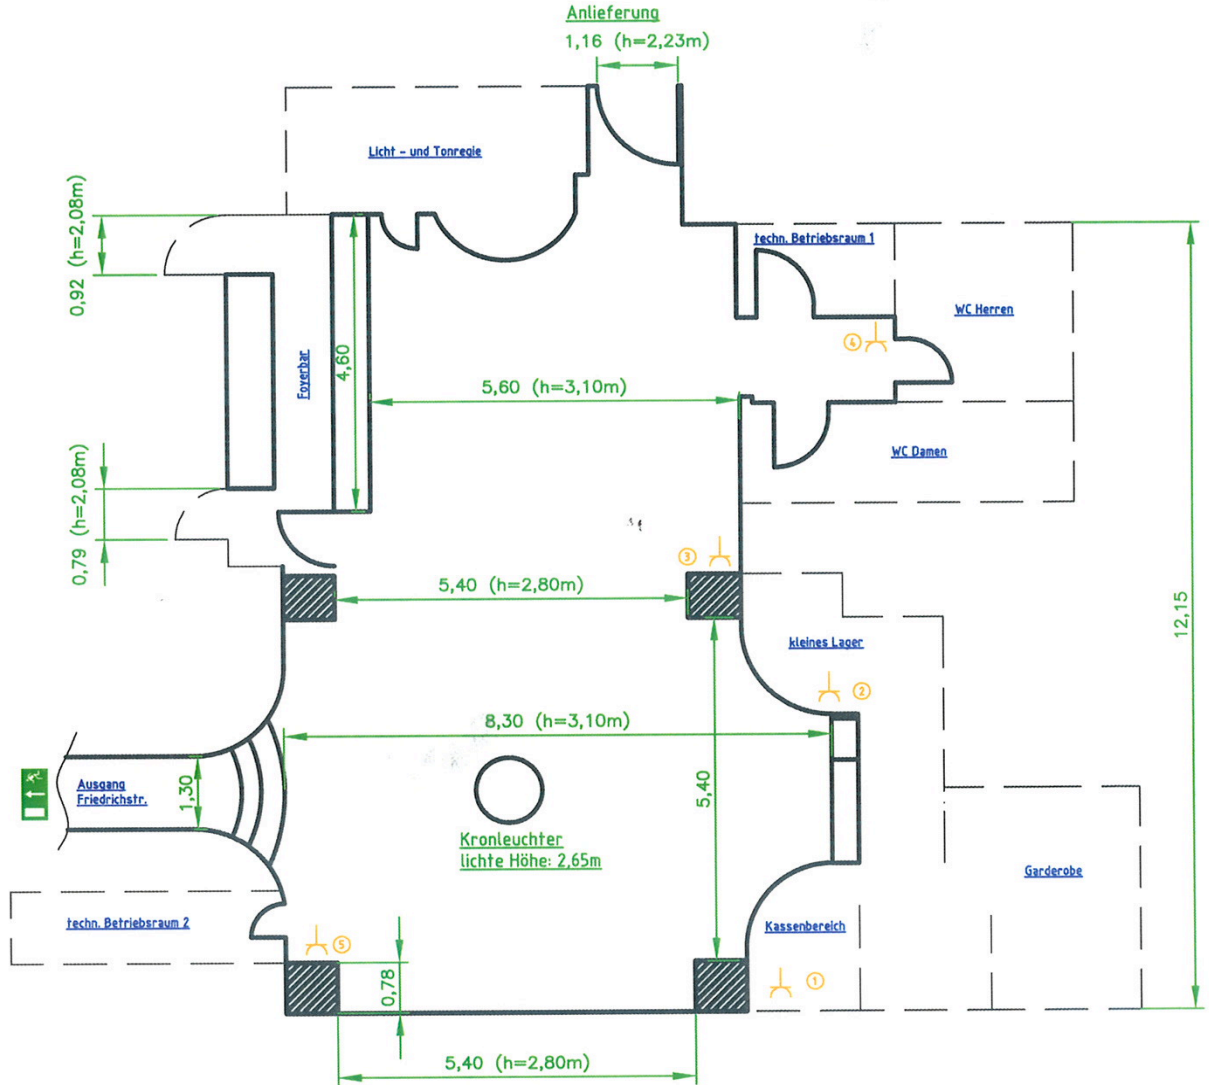 Anlieferung
1,16 (h=2,23m)
Licht - und Tonregie
0,92 (h=2,08m)
techn. Betriebsraum 1
WC Herren
④
Foyerbar
4,60
5,60 (h=3,10m)
WC Damen
0,79 (h=2,08m)
③
5,40 (h=2,80m)
12,15
kleines Lager
②
8,30 (h=3,10m)
Ausgang
Friedrichstr.
1,30
5,40
Kronleuchter
lichte Höhe: 2,65m
Garderobe
techn. Betriebsraum 2
Kassenbereich
⑤
0,78
①
5,40 (h=2,80m)